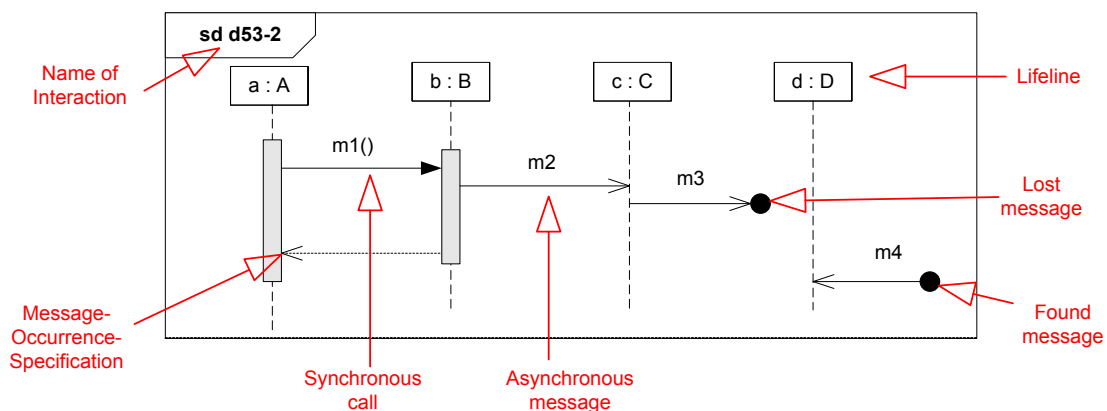 sd d53-2
Name of
Interaction
a : A
b : B
c : C
d : D
Lifeline
m1()
m2
m3
Lost
message
m4
Message-
Occurrence-
Specification
Found
message
Synchronous
call
Asynchronous
message